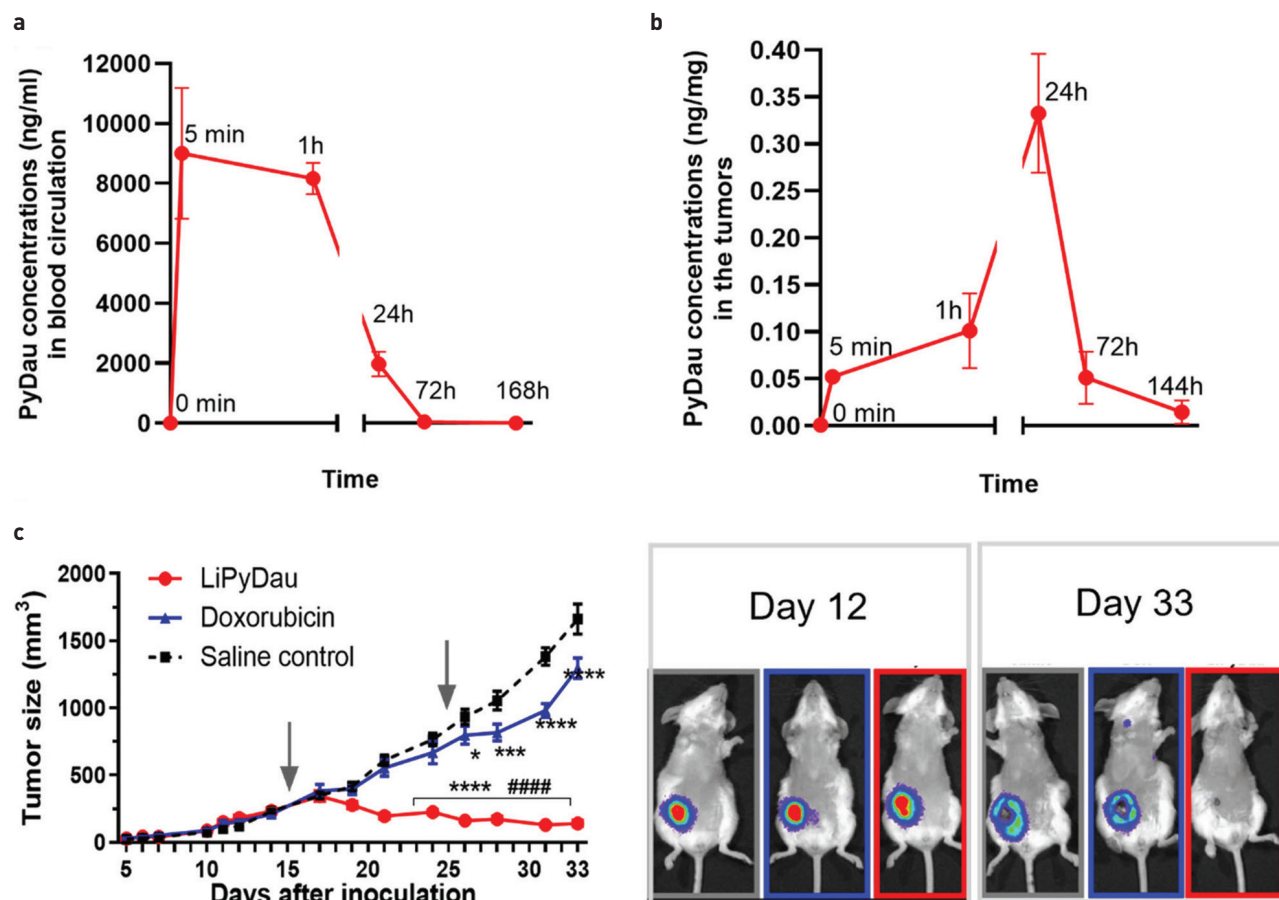 a
PyDau concentrations (ng/ml)
in blood circulation
12000
10000
8000
6000
4000
2000
0
0 min
5 min
1h
24h
72h
168h
Time
b
PyDau concentrations (ng/mg)
in the tumors
0.40
0.35
0.30
0.25
0.20
0.15
0.10
0.05
0.00
0 min
5 min
1h
24h
72h
144h
Time
c
Tumor size (mm³)
2000
1500
1000
500
0
LiPyDau
Doxorubicin
Saline control
****
####
*
***
****
****
5 10 15 20 25 30 33
Days after inoculation
Day 12
Day 33